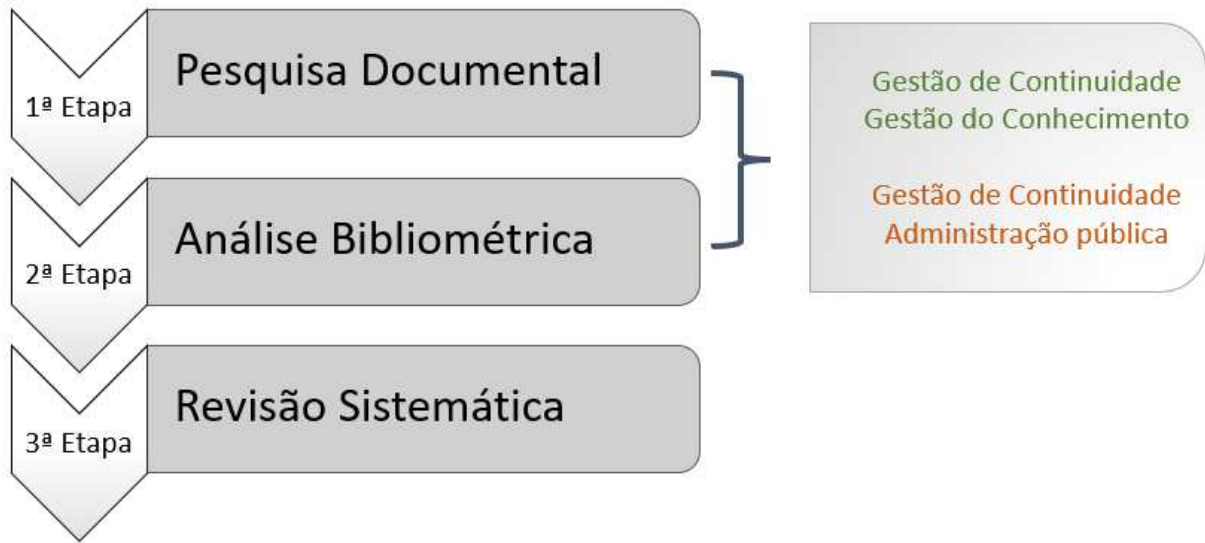 1ª Etapa
Pesquisa Documental
2ª Etapa
Análise Bibliométrica
3ª Etapa
Revisão Sistemática
Gestão de Continuidade
Gestão do Conhecimento
Gestão de Continuidade
Administração pública